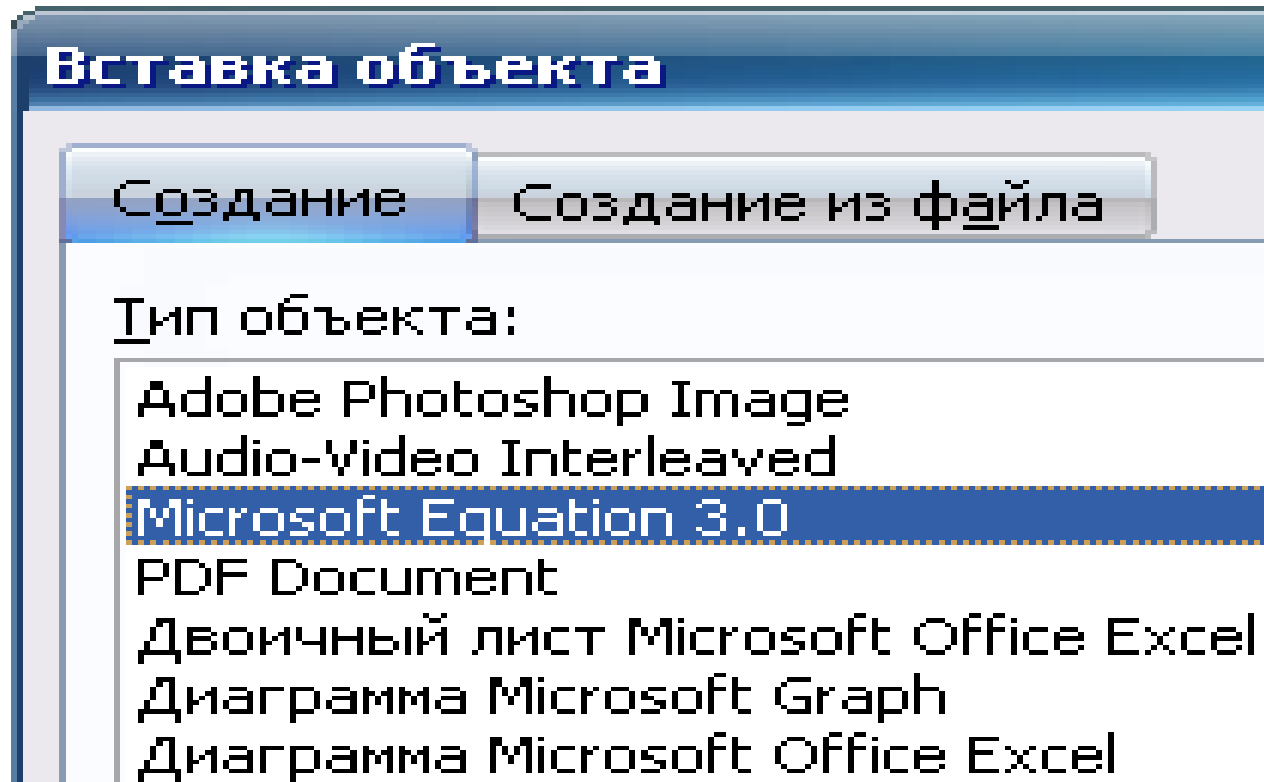 Вставка объекта
Создание Создание из файла
Тип объекта:
Adobe Photoshop Image
Audio-Video Interleaved
Microsoft Equation 3.0
PDF Document
Двоичный лист Microsoft Office Excel
Диаграмма Microsoft Graph
Диаграмма Microsoft Office Excel